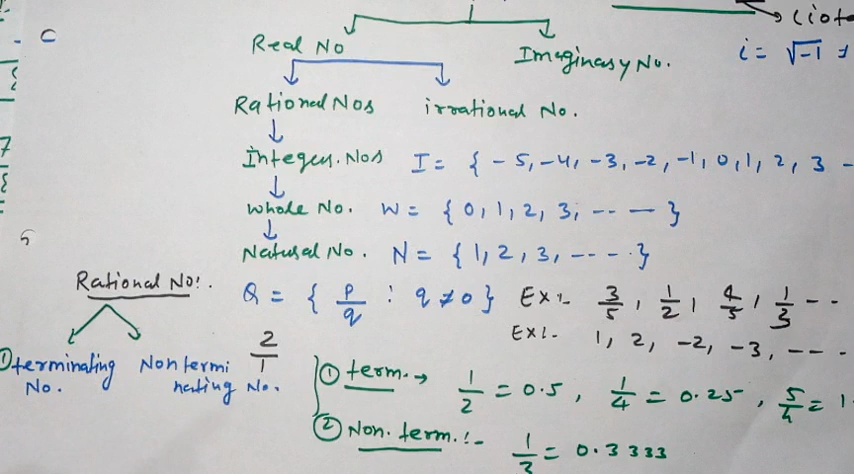 (iota
C
Real No
Imaginary No.
i = √-1
Rational Nos
irrational No.
7
Integer. Nos I = { - 5, -4, -3, -2, -1, 0, 1, 2, 3 -
Whole No. W = { 0, 1, 2, 3, -- — }
Natural No. N = { 1, 2, 3, ---- }
Rational No:.
Q = { p/q : q ≠ 0 } EX:- 3/5, 1/2, 4/5, 1/3 --
EX:- 1, 2, -2, -3, ---
2/1
① terminating No.
Non termi nating No.
① term. → 1/2 = 0.5, 1/4 = 0.25, 5/4 = 1.
② Non. term.:- 1/3 = 0.3333